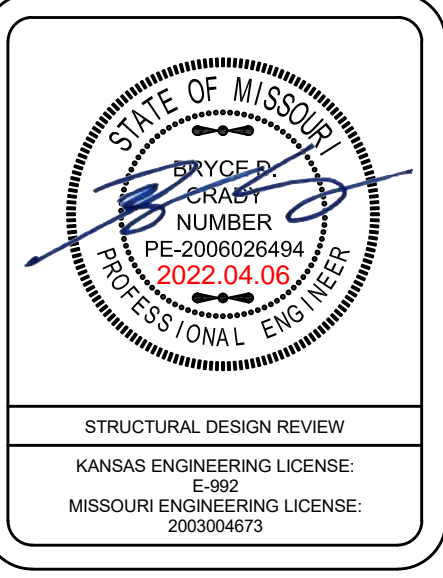 STATE OF MISSOURI
BRYCE D.
CRADY
NUMBER
PE-2006026494
2022.04.06
PROFESSIONAL ENGINEER
STRUCTURAL DESIGN REVIEW
KANSAS ENGINEERING LICENSE:
E-992
MISSOURI ENGINEERING LICENSE:
2003004673